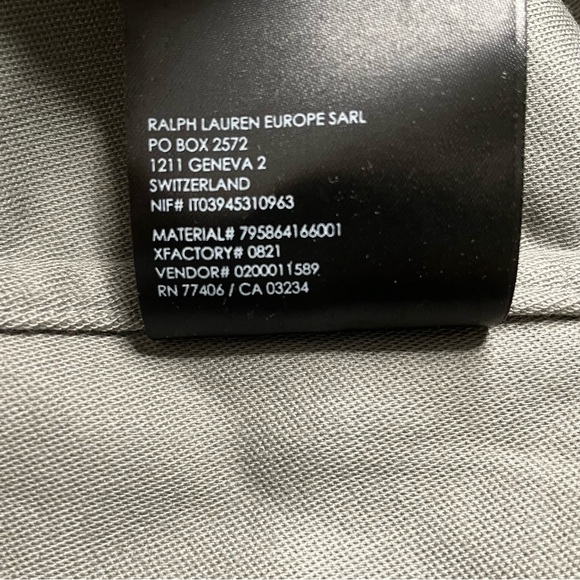 RALPH LAUREN EUROPE SARL
PO BOX 2572
1211 GENEVA 2
SWITZERLAND
NIF# IT03945310963
MATERIAL# 795864166001
XFACTORY# 0821
VENDOR# 0200011589
RN 77406 / CA 03234